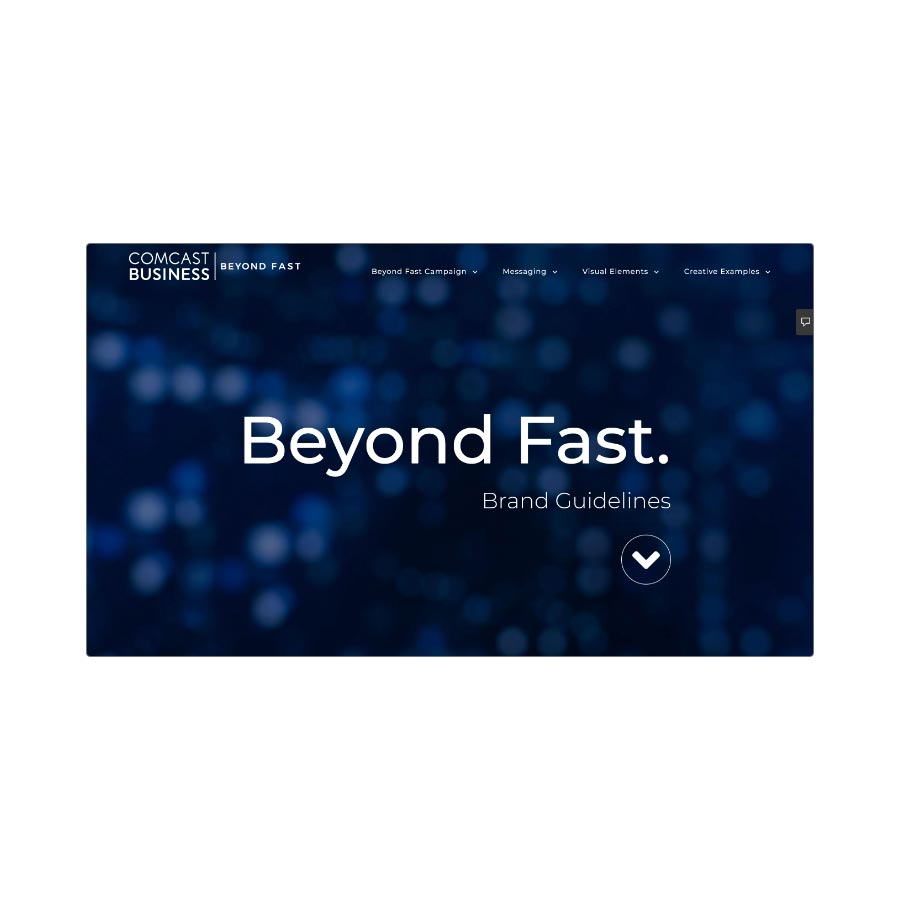 COMCAST
BUSINESS
BEYOND FAST
Beyond Fast Campaign
Messaging
Visual Elements
Creative Examples
Beyond Fast.
Brand Guidelines